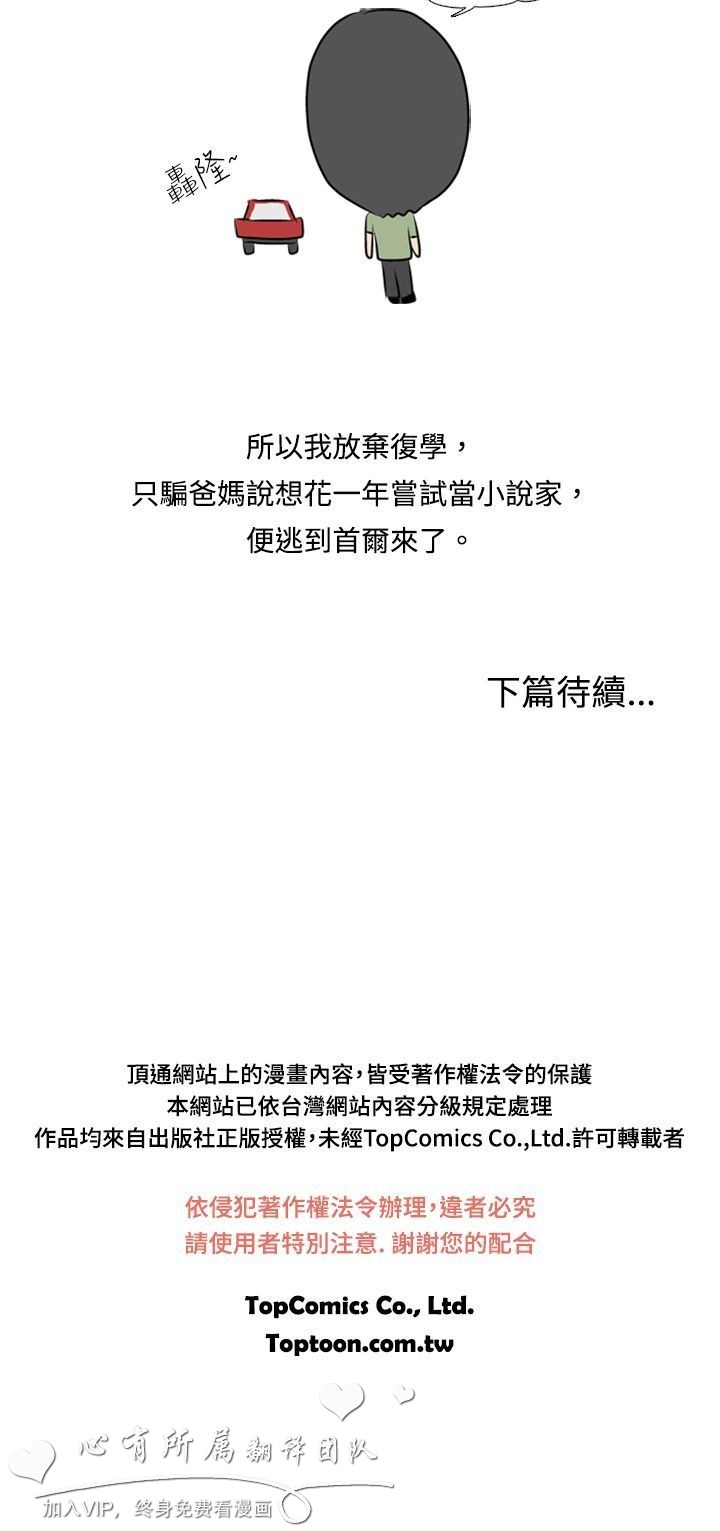 轟隆~
所以我放棄復學，
只騙爸媽說想花一年嘗試當小說家，
便逃到首爾來了。
下篇待續...
頂通網站上的漫畫內容，皆受著作權法令的保護
本網站已依台灣網站內容分級規定處理
作品均來自出版社正版授權，未經TopComics Co.,Ltd.許可轉載者
依侵犯著作權法令辦理，違者必究
請使用者特別注意. 謝謝您的配合
TopComics Co., Ltd.
Toptoon.com.tw
心有所属翻译团队
加入VIP，终身免费看漫画